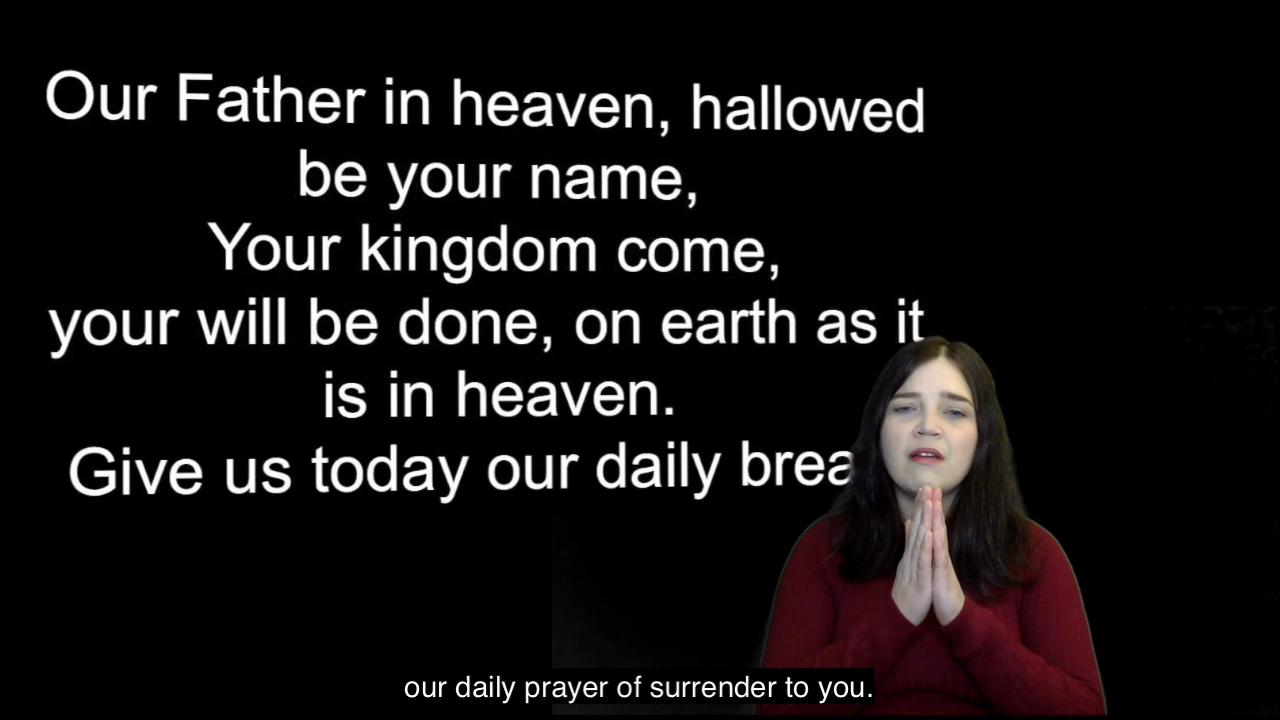 Our Father in heaven, hallowed
be your name,
Your kingdom come,
your will be done, on earth as it
is in heaven.
Give us today our daily brea
our daily prayer of surrender to you.